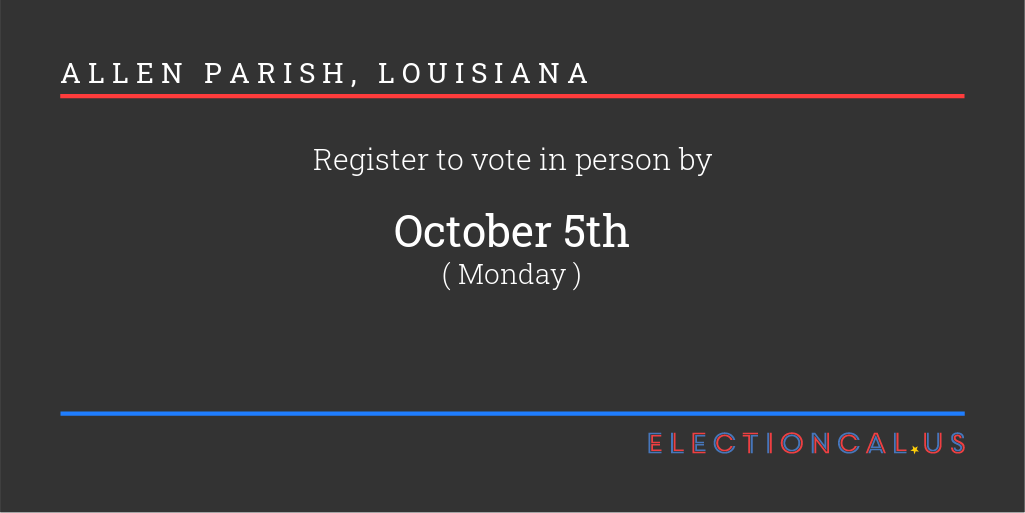 ALLEN PARISH, LOUISIANA
Register to vote in person by
October 5th
( Monday )
ELECTIONCAL.US